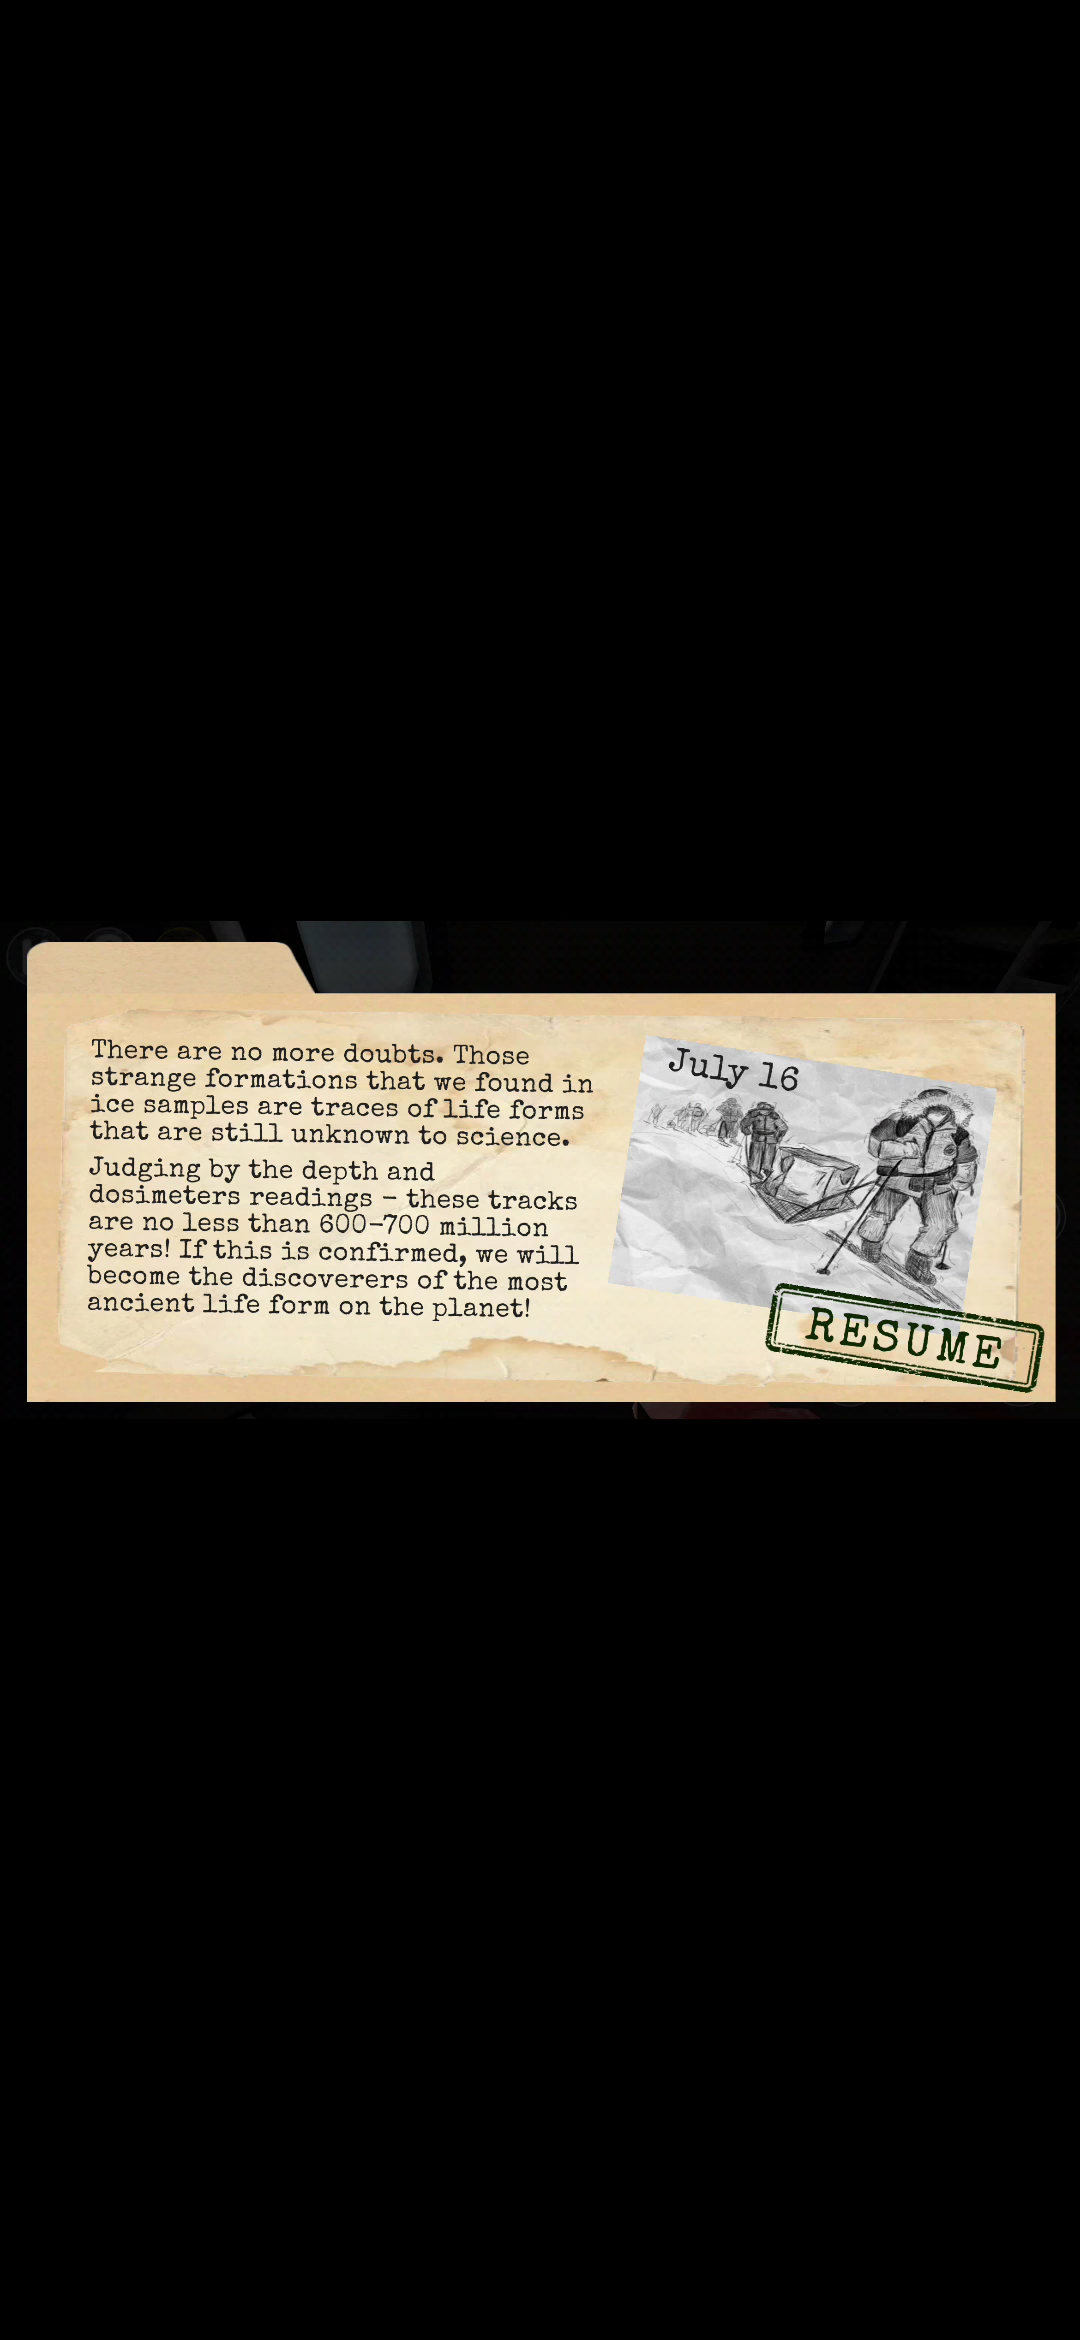 There are no more doubts. Those
strange formations that we found in
ice samples are traces of life forms
that are still unknown to science.
Judging by the depth and
dosimeters readings - these tracks
are no less than 600-700 million
years! If this is confirmed, we will
become the discoverers of the most
ancient life form on the planet!
July 16
RESUME